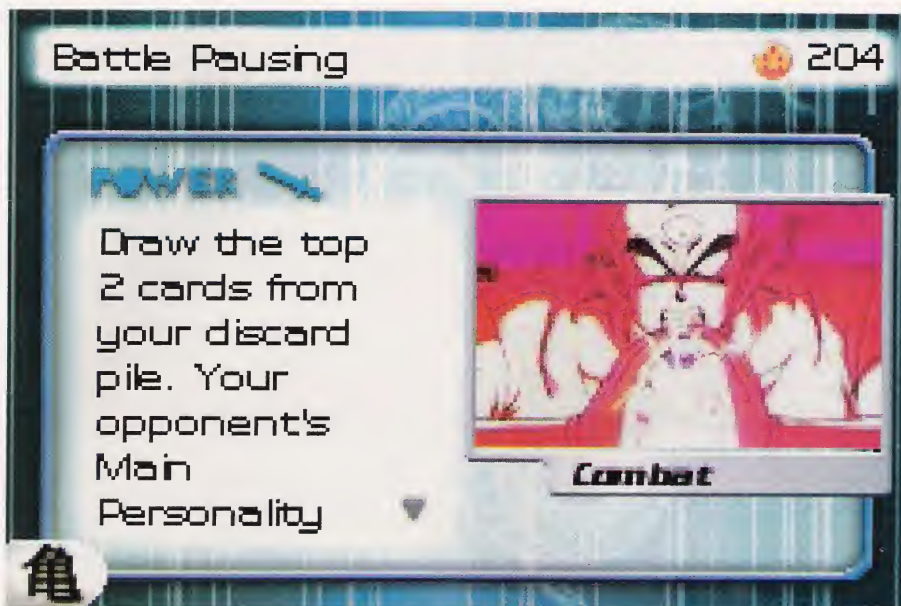 Battle Pausing
204
POWER
Draw the top
2 cards from
your discard
pile. Your
opponent's
Main
Personality
Combat
亀